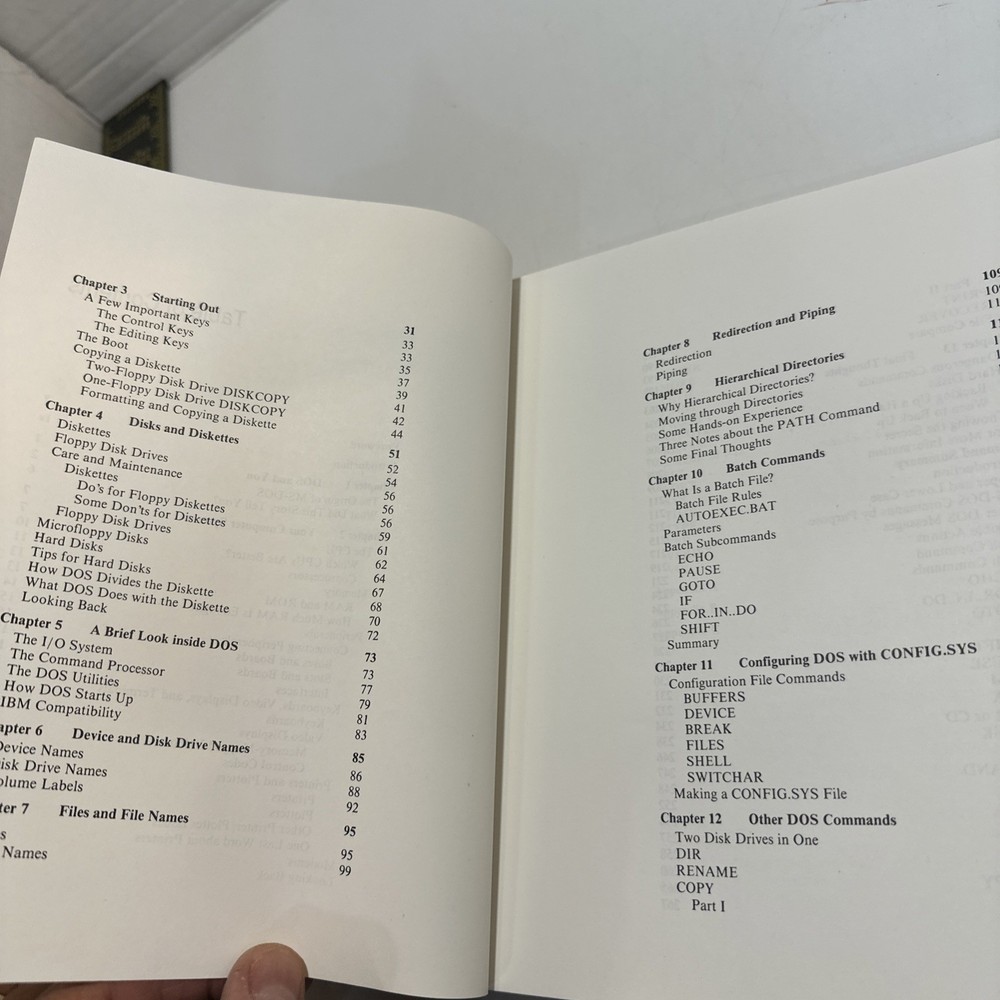 Chapter 3 Starting Out 31
A Few Important Keys 33
The Control Keys 33
The Editing Keys 35
The Boot 37
Copying a Diskette 39
Two-Floppy Disk Drive DISKCOPY 41
One-Floppy Disk Drive DISKCOPY 42
Formatting and Copying a Diskette 44
Chapter 4 Disks and Diskettes 51
Diskettes 52
Floppy Disk Drives 54
Care and Maintenance 56
Diskettes 56
Do's for Floppy Diskettes 56
Some Don'ts for Diskettes 59
Floppy Disk Drives 61
Microfloppy Disks 62
Hard Disks 64
Tips for Hard Disks 67
How DOS Divides the Diskette 68
What DOS Does with the Diskette 70
Looking Back 72
Chapter 5 A Brief Look inside DOS 73
The I/O System 73
The Command Processor 77
The DOS Utilities 79
How DOS Starts Up 81
IBM Compatibility 83
apter 6 Device and Disk Drive Names 85
Device Names 86
isk Drive Names 88
olume Labels 92
ter 7 Files and File Names 95
s 95
Names 99
Chapter 8 Redirection and Piping 109
Redirection 109
Piping 11
Chapter 9 Hierarchical Directories 11
Why Hierarchical Directories? 1
Moving through Directories 1
Some Hands-on Experience
Three Notes about the PATH Command
Some Final Thoughts
Chapter 10 Batch Commands
What Is a Batch File?
Batch File Rules
AUTOEXEC.BAT
Parameters
Batch Subcommands
ECHO
PAUSE
GOTO
IF
FOR..IN..DO
SHIFT
Summary
Chapter 11 Configuring DOS with CONFIG.SYS
Configuration File Commands
BUFFERS
DEVICE
BREAK
FILES
SHELL
SWITCHAR
Making a CONFIG.SYS File
Chapter 12 Other DOS Commands
Two Disk Drives in One
DIR
RENAME
COPY
Part I